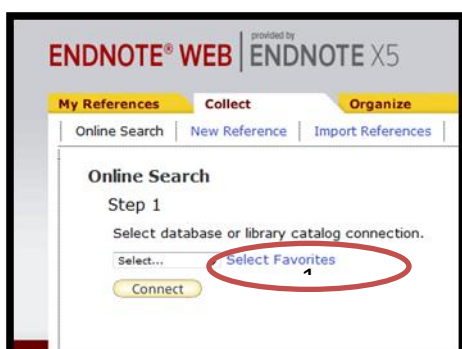 provided by
ENDNOTE® WEB | ENDNOTE X5
My References Collect Organize
Online Search | New Reference | Import References |
Online Search
Step 1
Select database or library catalog connection.
Select... Select Favorites
Connect